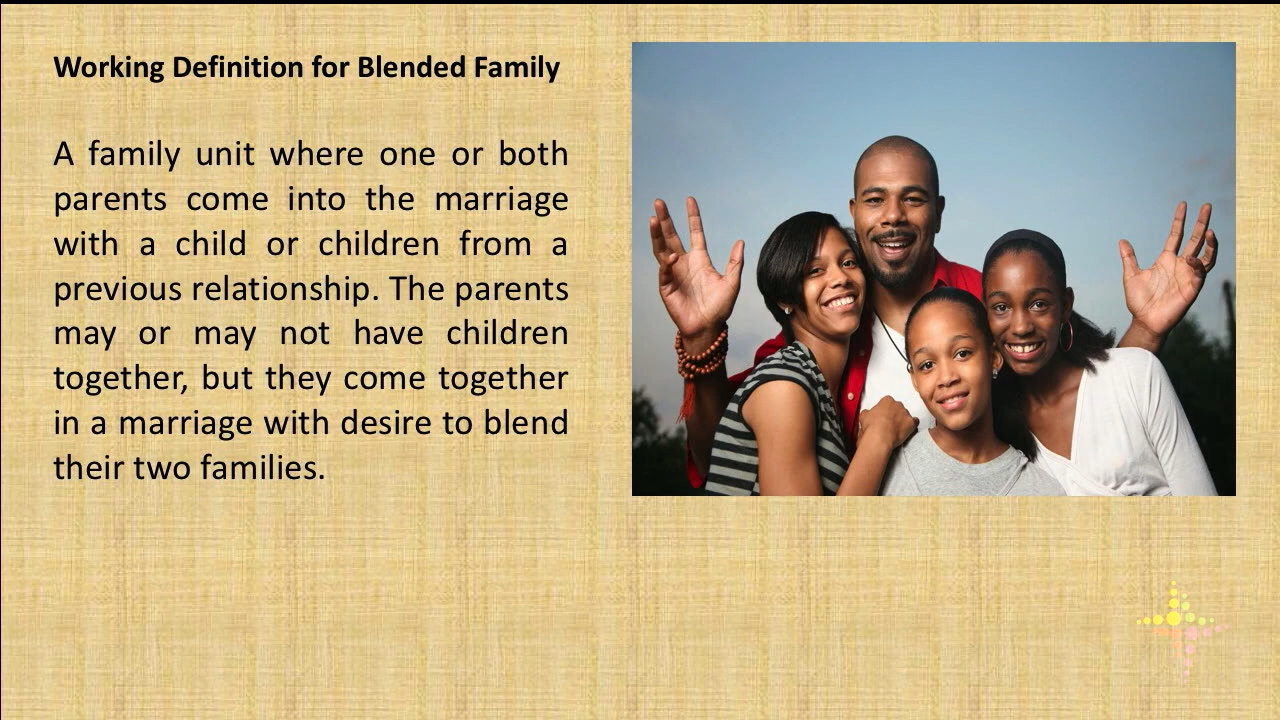 Working Definition for Blended Family
A family unit where one or both
parents come into the marriage
with a child or children from a
previous relationship. The parents
may or may not have children
together, but they come together
in a marriage with desire to blend
their two families.